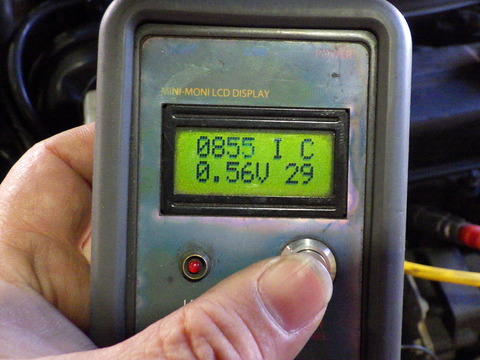 MINI-MONI LCD DISPLAY
0855 I C
0.56V 29